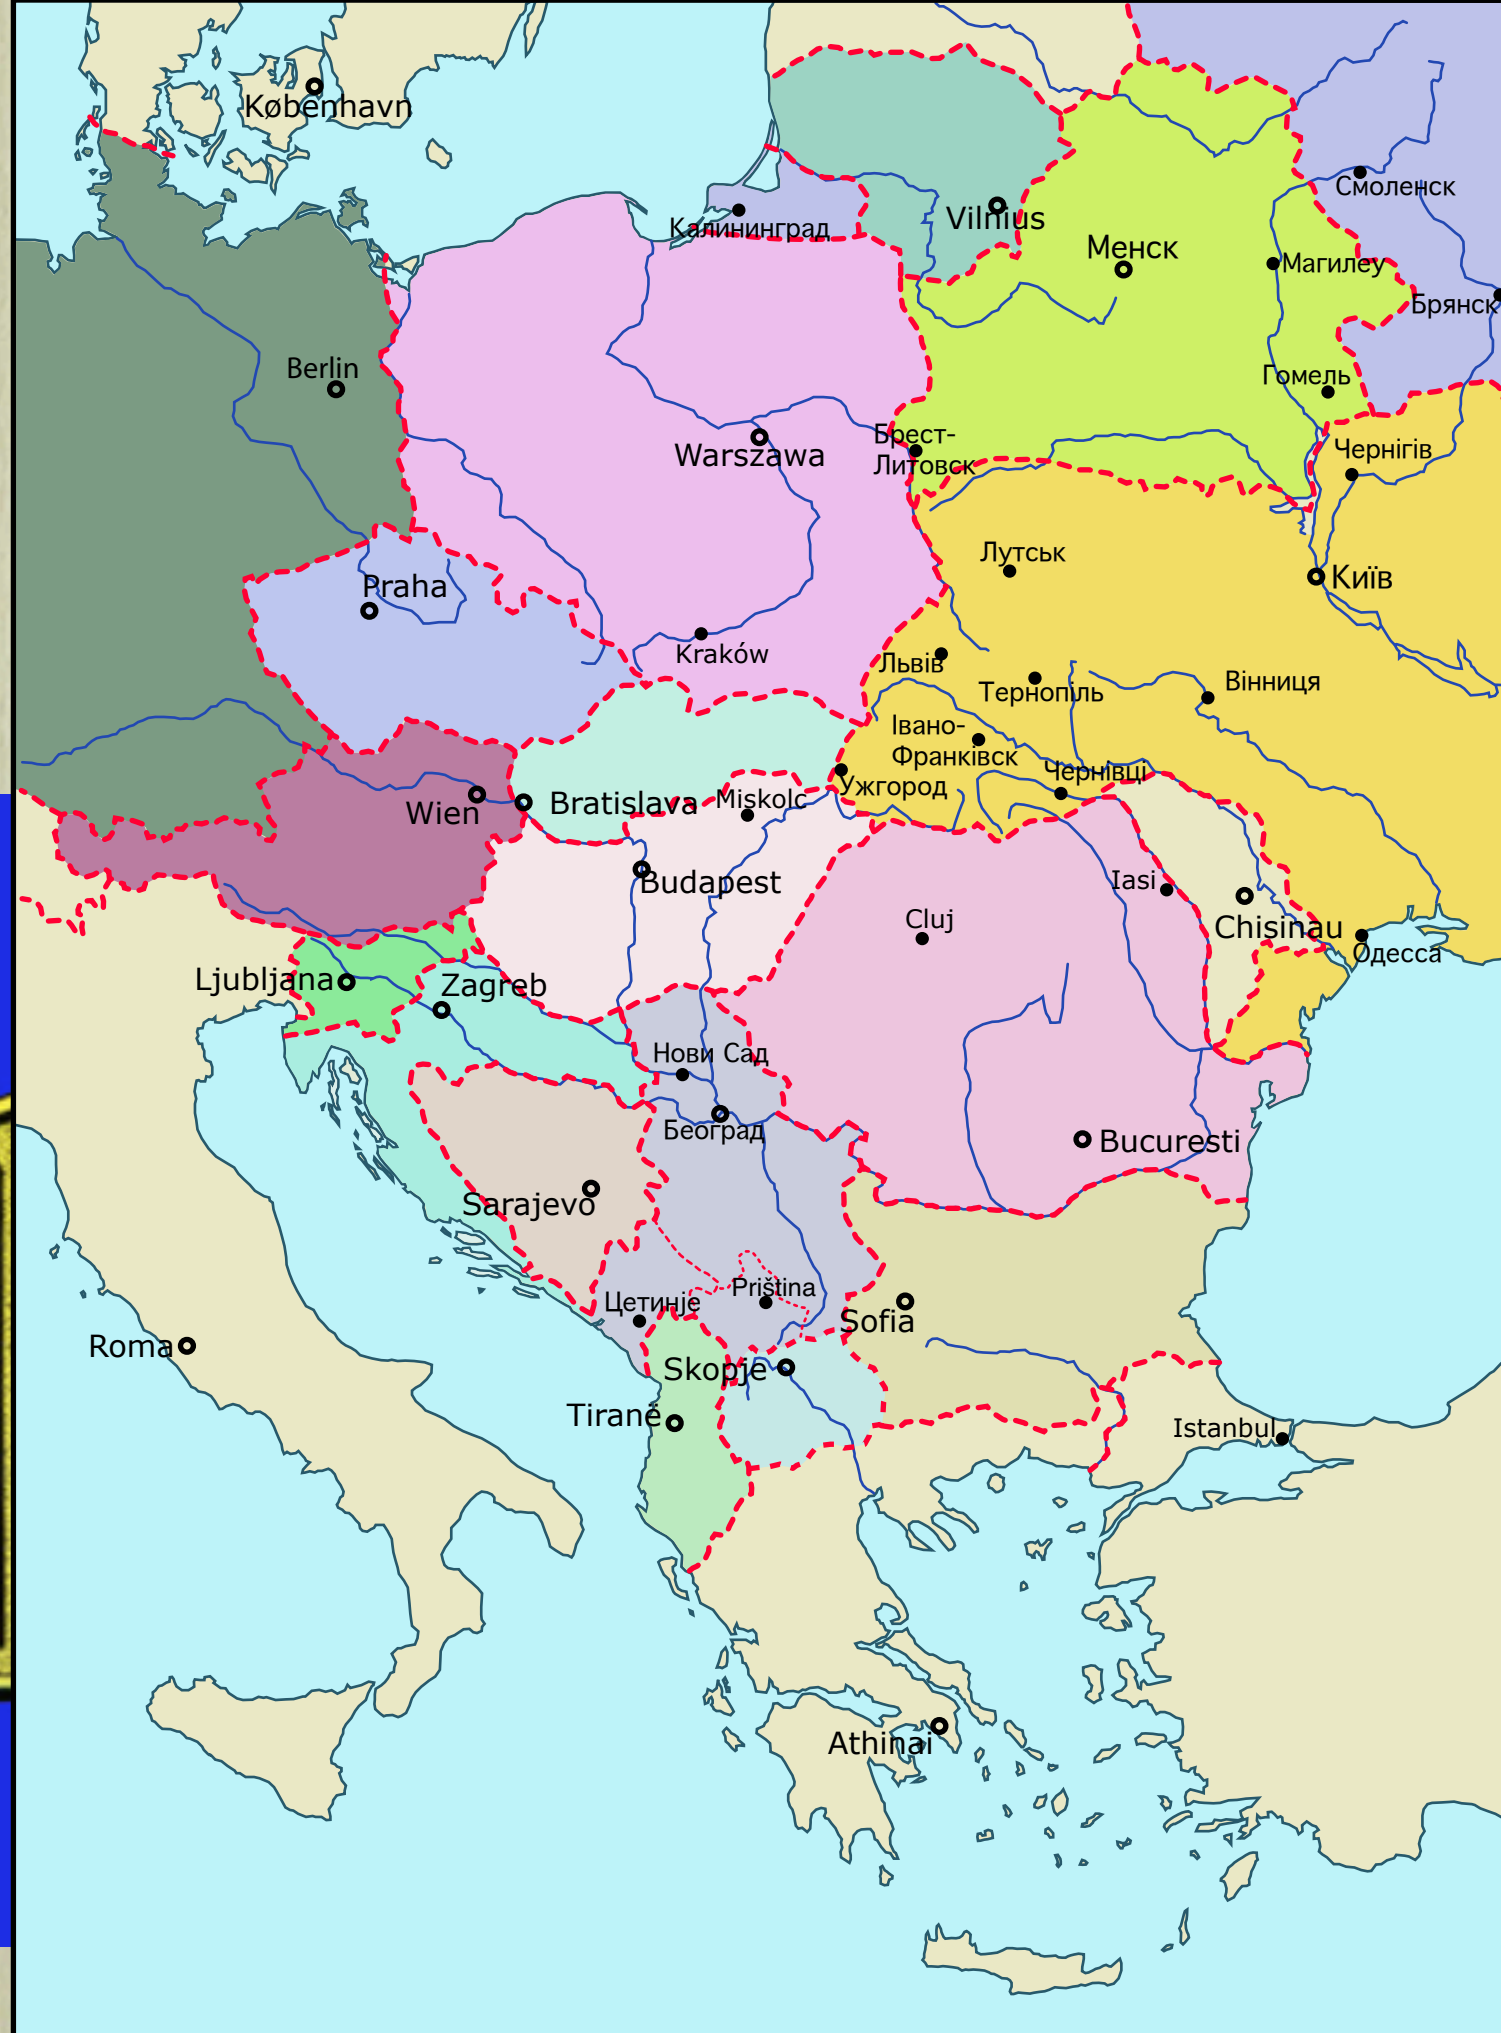 København
Смоленск
Калининград
Vilnius
Менск
Магилеу
Брянск
Berlin
Гомель
Warszawa
Брест-
Литовск
Чернігів
Лутськ
Київ
Praha
Kraków
Львів
Тернопіль
Вінниця
Івано-
Франківск
Чернівці
Ужгород
Wien
Bratislava
Miskolc
Budapest
Iasi
Cluj
Chisinau
Одесса
Ljubljana
Zagreb
Нови Сад
Београд
Bucuresti
Sarajevo
Priština
Цетинје
Sofia
Roma
Skopje
Tiranë
Istanbul
Athinai